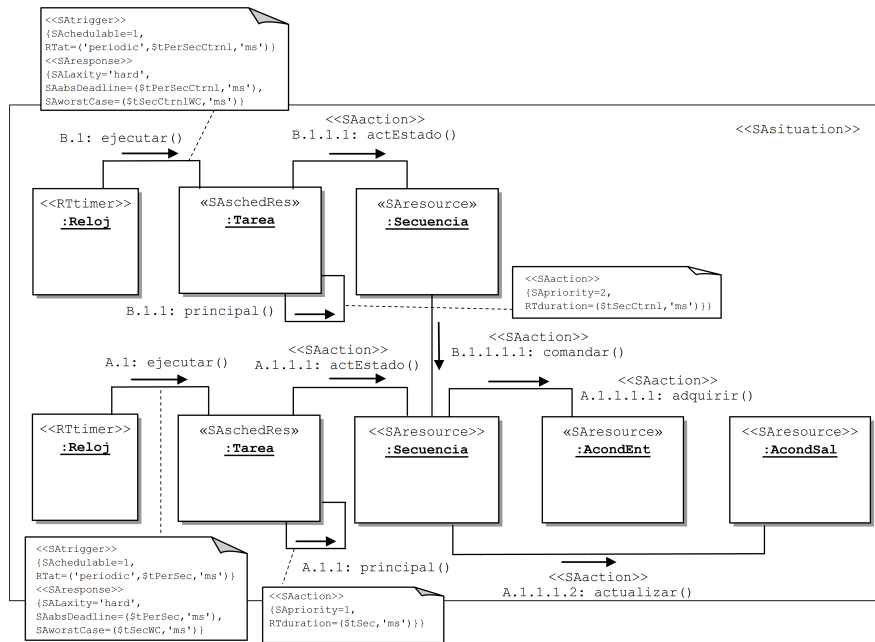 <<SAtrigger>>
{SAchedulable=1,
RTat=('periodic',$tPerSecCtrnl,'ms')}
<<SAresponse>>
{SALaxity='hard',
SAabsDeadline=($tPerSecCtrnl,'ms'),
SAworstCase=($tSecCtrnlWC,'ms')}
<<SAsituation>>
B.1: ejecutar()
<<SAaction>>
B.1.1.1: actEstado()
<<RTtimer>>
:Reloj
«SAschedRes»
:Tarea
«SAresource»
:Secuencia
B.1.1: principal()
<<SAaction>>
{SApriority=2,
RTduration=($tSecCtrnl,'ms')}}
<<SAaction>>
B.1.1.1.1: comandar()
A.1: ejecutar()
<<SAaction>>
A.1.1.1: actEstado()
<<SAaction>>
A.1.1.1.1: adquirir()
<<RTtimer>>
:Reloj
«SAschedRes»
:Tarea
<<SAresource>>
:Secuencia
«SAresource»
:AcondEnt
<<SAresource>>
:AcondSal
A.1.1: principal()
<<SAaction>>
A.1.1.1.2: actualizar()
<<SAtrigger>>
{SAchedulable=1,
RTat=('periodic',$tPerSec,'ms')}
<<SAresponse>>
{SALaxity='hard',
SAabsDeadline=($tPerSec,'ms'),
SAworstCase=($tSecWC,'ms')}
<<SAaction>>
{SApriority=1,
RTduration=($tSec,'ms')}}